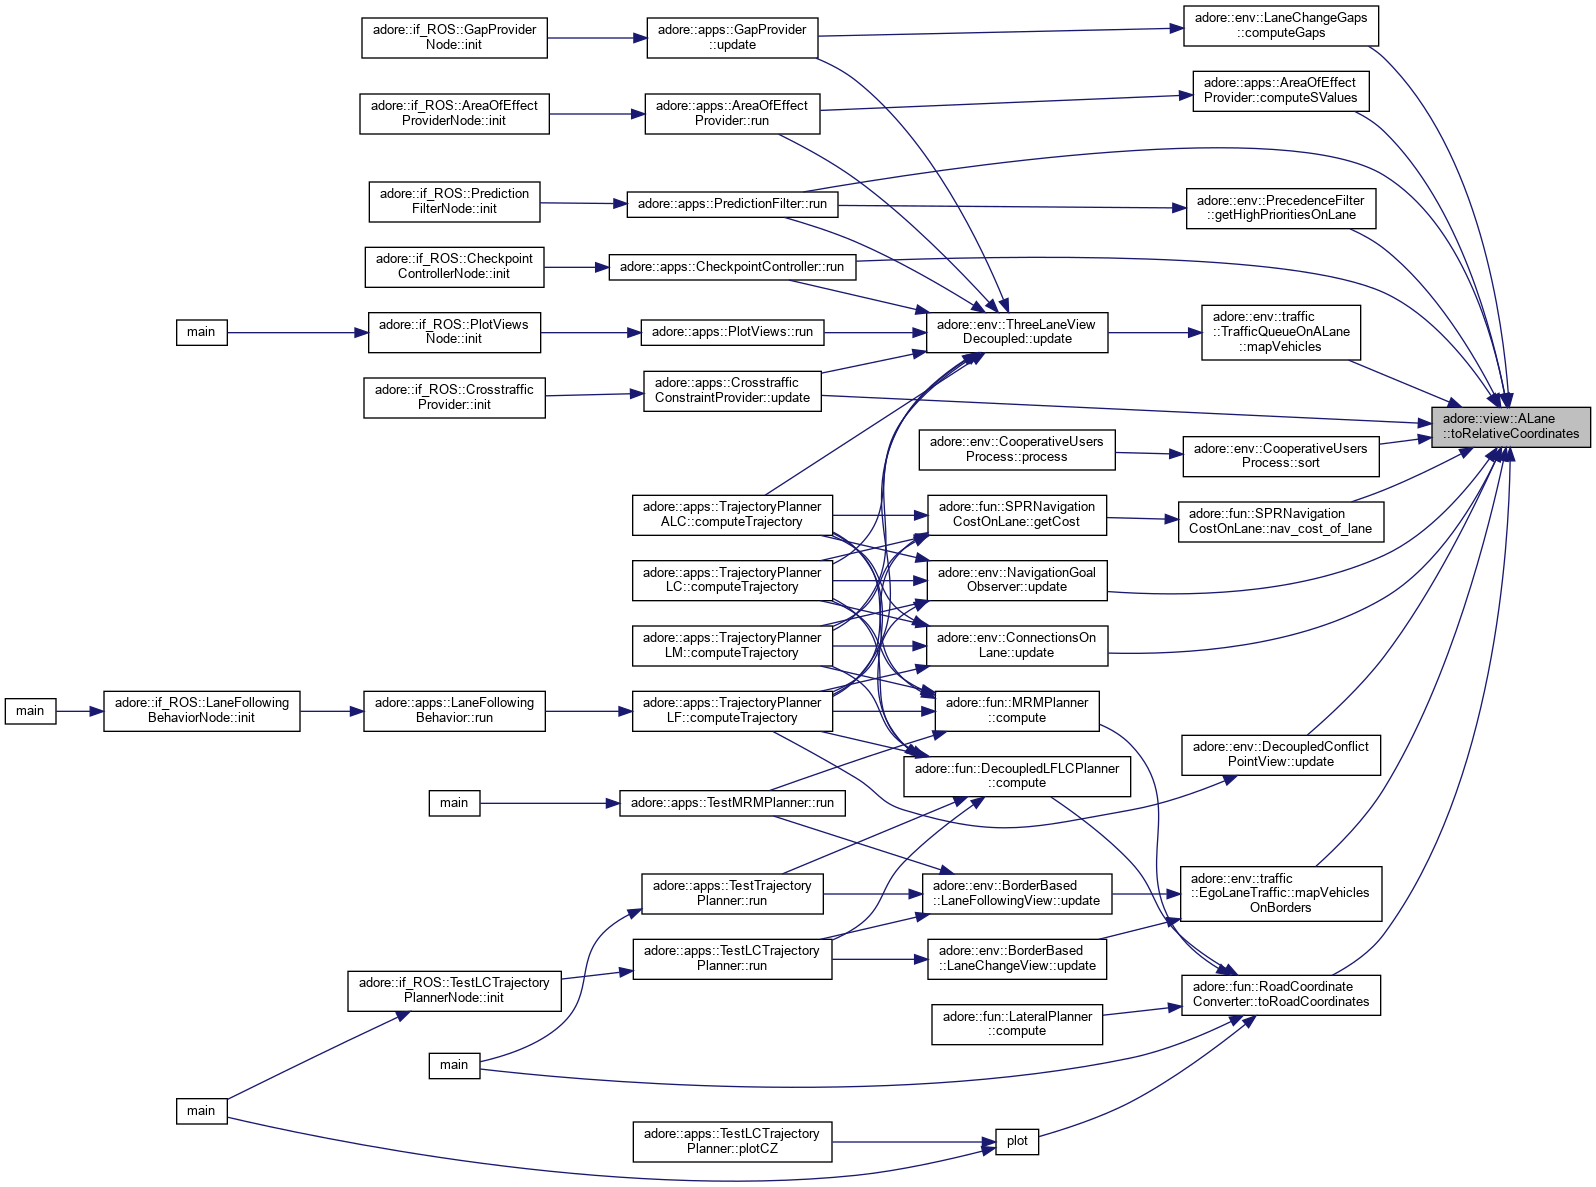 adore::if_ROS::GapProvider
Node::init
adore::apps::GapProvider
::update
adore::env::LaneChangeGaps
::computeGaps
adore::if_ROS::AreaOfEffect
ProviderNode::init
adore::apps::AreaOfEffect
Provider::run
adore::apps::AreaOfEffect
Provider::computeSValues
adore::if_ROS::Prediction
FilterNode::init
adore::apps::PredictionFilter::run
adore::env::PrecedenceFilter
::getHighPrioritiesOnLane
adore::if_ROS::Checkpoint
ControllerNode::init
adore::apps::CheckpointController::run
main
adore::if_ROS::PlotViews
Node::init
adore::apps::PlotViews::run
adore::env::ThreeLaneView
Decoupled::update
adore::env::traffic
::TrafficQueueOnALane
::mapVehicles
adore::if_ROS::Crosstraffic
Provider::init
adore::apps::Crosstraffic
ConstraintProvider::update
adore::view::ALane
::toRelativeCoordinates
adore::env::CooperativeUsers
Process::process
adore::env::CooperativeUsers
Process::sort
adore::apps::TrajectoryPlanner
ALC::computeTrajectory
adore::fun::SPRNavigation
CostOnLane::getCost
adore::fun::SPRNavigation
CostOnLane::nav_cost_of_lane
adore::apps::TrajectoryPlanner
LC::computeTrajectory
adore::env::NavigationGoal
Observer::update
adore::apps::TrajectoryPlanner
LM::computeTrajectory
adore::env::ConnectionsOn
Lane::update
main
adore::if_ROS::LaneFollowing
BehaviorNode::init
adore::apps::LaneFollowing
Behavior::run
adore::apps::TrajectoryPlanner
LF::computeTrajectory
adore::fun::MRMPlanner
::compute
adore::env::DecoupledConflict
PointView::update
adore::fun::DecoupledLFLCPlanner
::compute
main
adore::apps::TestMRMPlanner::run
adore::apps::TestTrajectory
Planner::run
adore::env::BorderBased
::LaneFollowingView::update
adore::env::traffic
::EgoLaneTraffic::mapVehicles
OnBorders
adore::apps::TestLCTrajectory
Planner::run
adore::env::BorderBased
::LaneChangeView::update
adore::if_ROS::TestLCTrajectory
PlannerNode::init
adore::fun::RoadCoordinate
Converter::toRoadCoordinates
adore::fun::LateralPlanner
::compute
main
main
adore::apps::TestLCTrajectory
Planner::plotCZ
plot